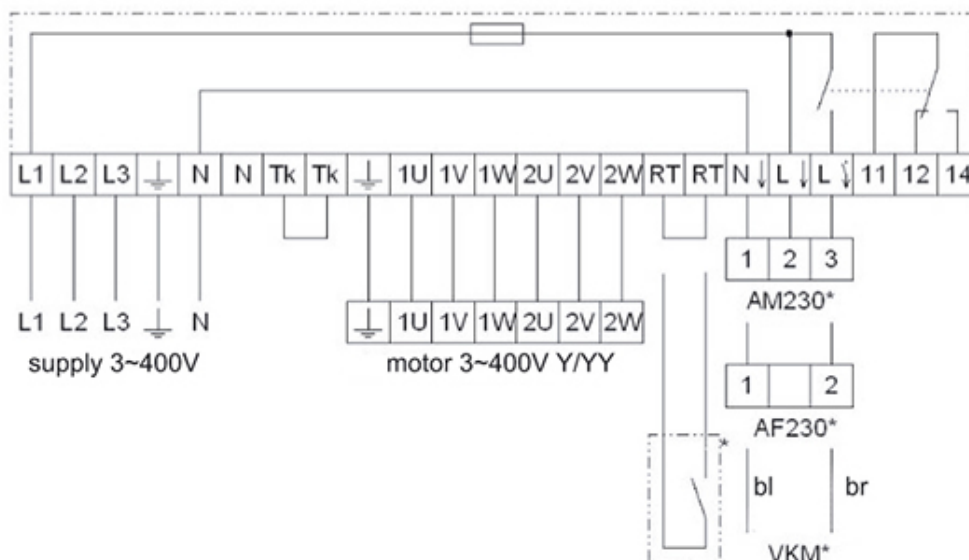 L1 L2 L3 N N Tk Tk 1U 1V 1W 2U 2V 2W RT RT N L L 11 12 14
1 2 3
AM230*
L1 L2 L3 N
1U 1V 1W 2U 2V 2W
supply 3~400V
motor 3~400V Y/YY
1 2
AF230*
*
bl br
VKM*